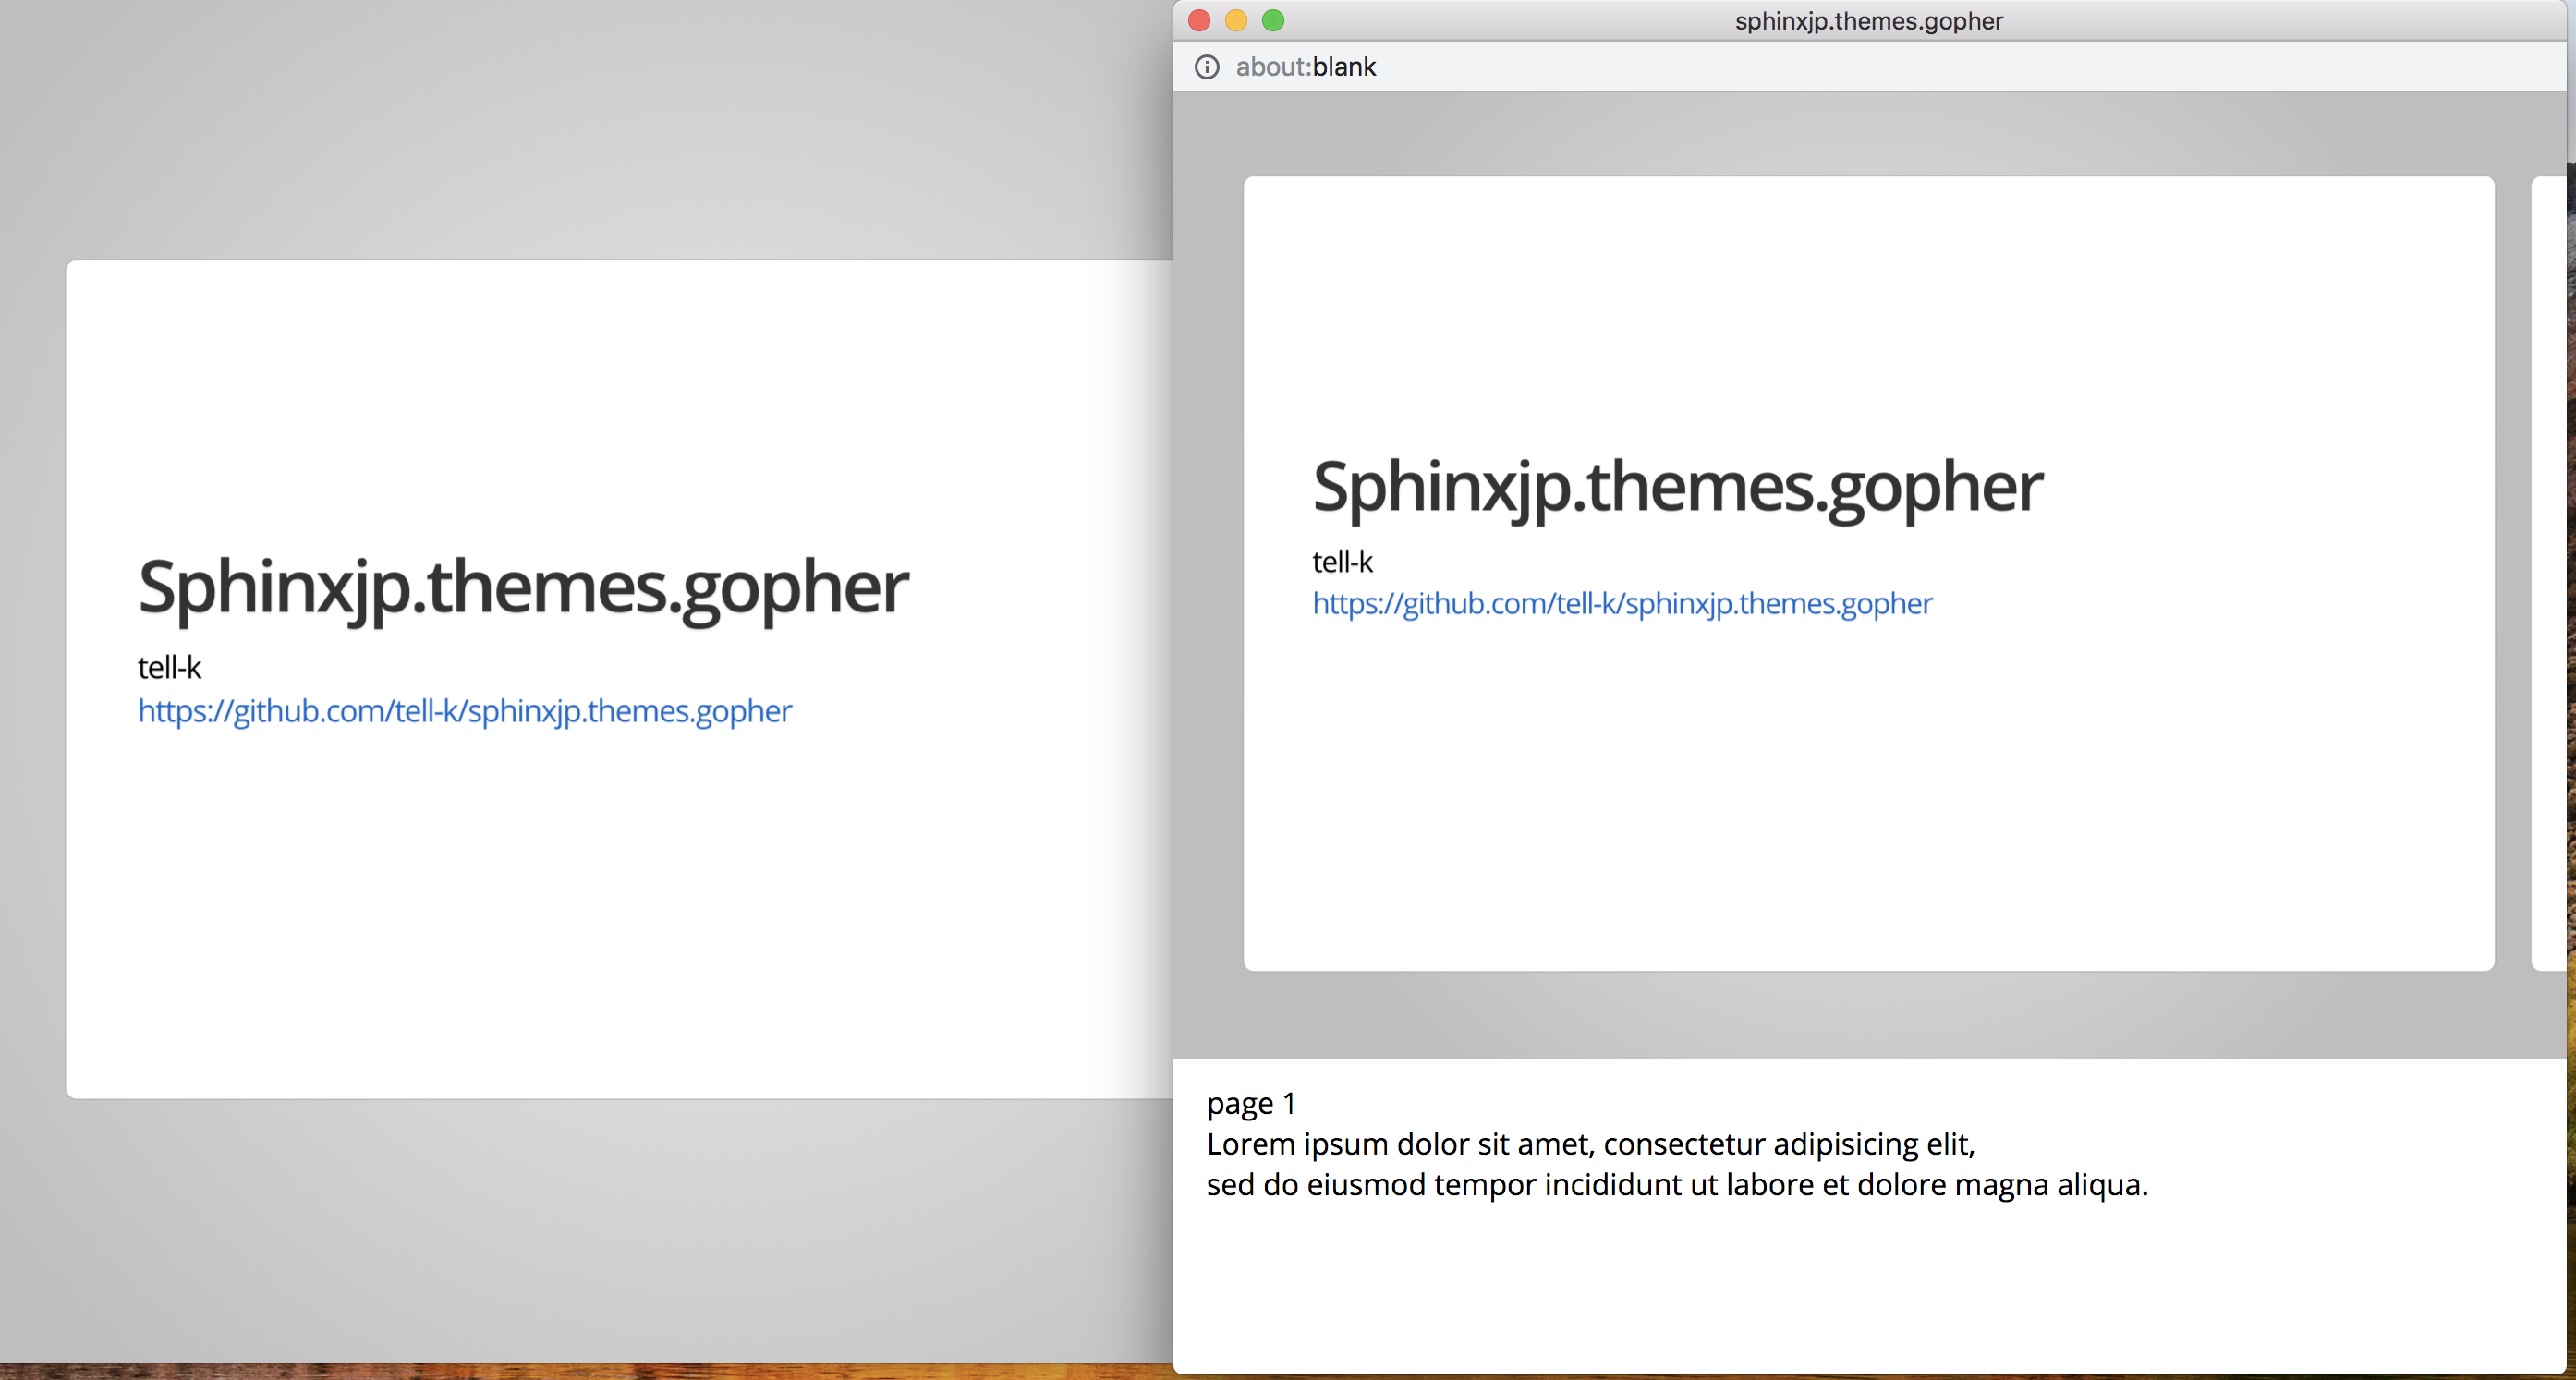 Sphinxjp.themes.gopher
tell-k
https://github.com/tell-k/sphinxjp.themes.gopher
sphinxjp.themes.gopher
about:blank
Sphinxjp.themes.gopher
tell-k
https://github.com/tell-k/sphinxjp.themes.gopher
page 1
Lorem ipsum dolor sit amet, consectetur adipisicing elit,
sed do eiusmod tempor incididunt ut labore et dolore magna aliqua.